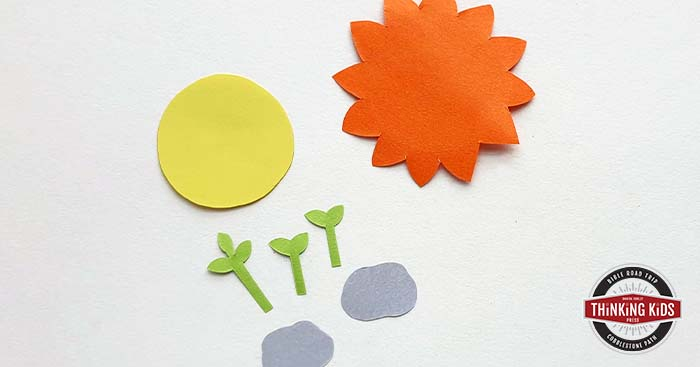 BIBLE ROAD TRIP
THiNKiNG KiDS
PRESS
COBBLESTONE PATH